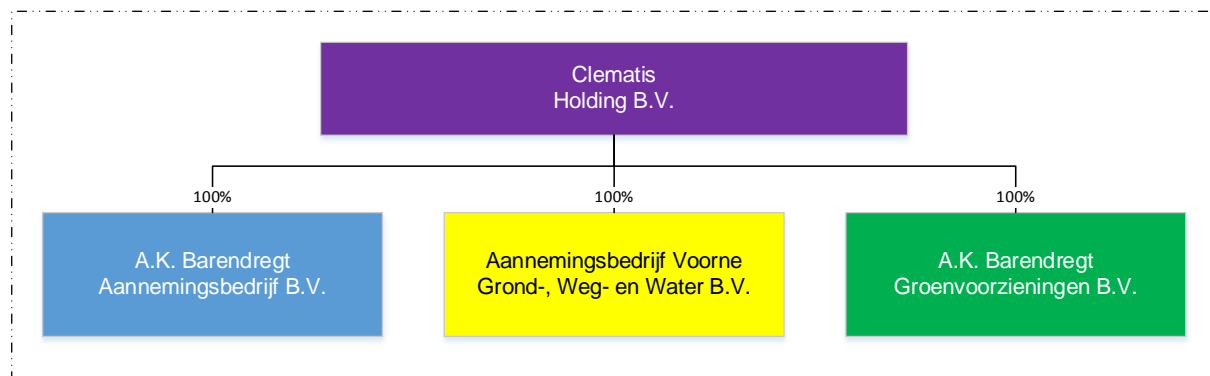 Clematis
Holding B.V.
100%
100%
100%
A.K. Barendregt
Aannemingsbedrijf B.V.
Aannemingsbedrijf Voorne
Grond-, Weg- en Water B.V.
A.K. Barendregt
Groenvoorzieningen B.V.